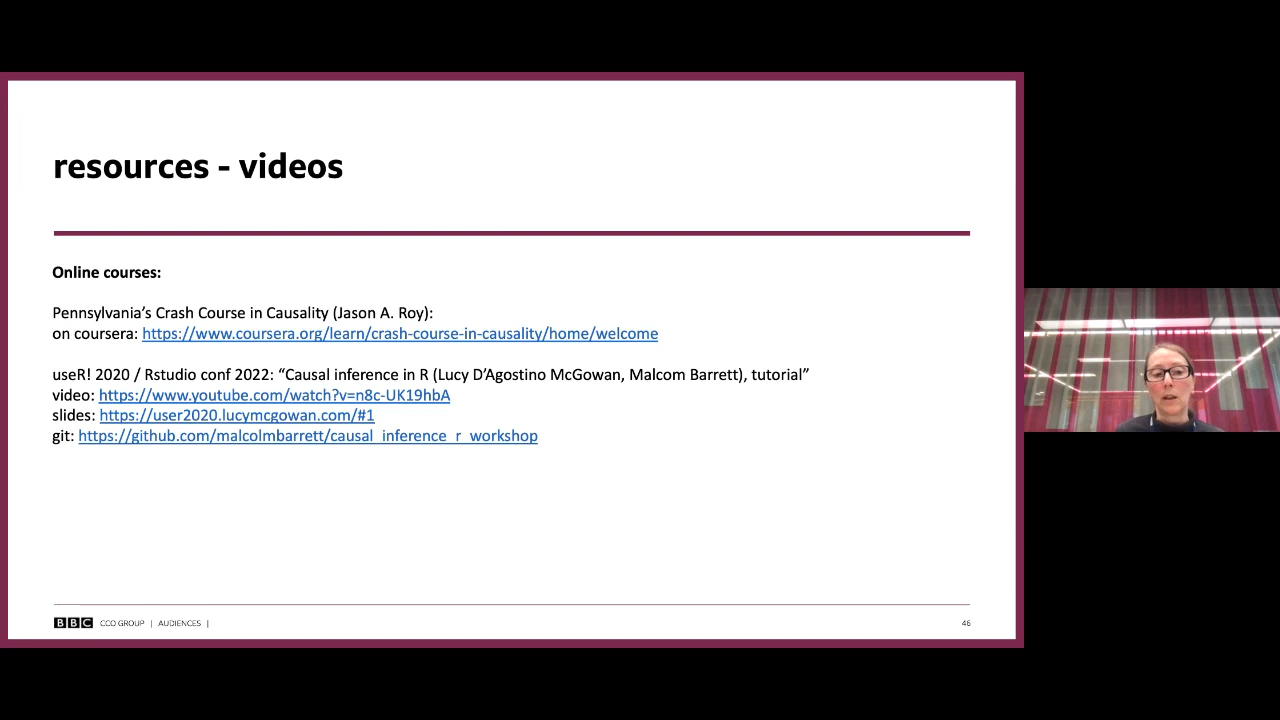 resources - videos
Online courses:
Pennsylvania’s Crash Course in Causality (Jason A. Roy):
on coursera: https://www.coursera.org/learn/crash-course-in-causality/home/welcome
useR! 2020 / Rstudio conf 2022: “Causal inference in R (Lucy D’Agostino McGowan, Malcom Barrett), tutorial”
video: https://www.youtube.com/watch?v=n8c-UK19hbA
slides: https://user2020.lucymcgowan.com/#1
git: https://github.com/malcolmbarrett/causal_inference_r_workshop
BBC CCO GROUP | AUDIENCES | 46